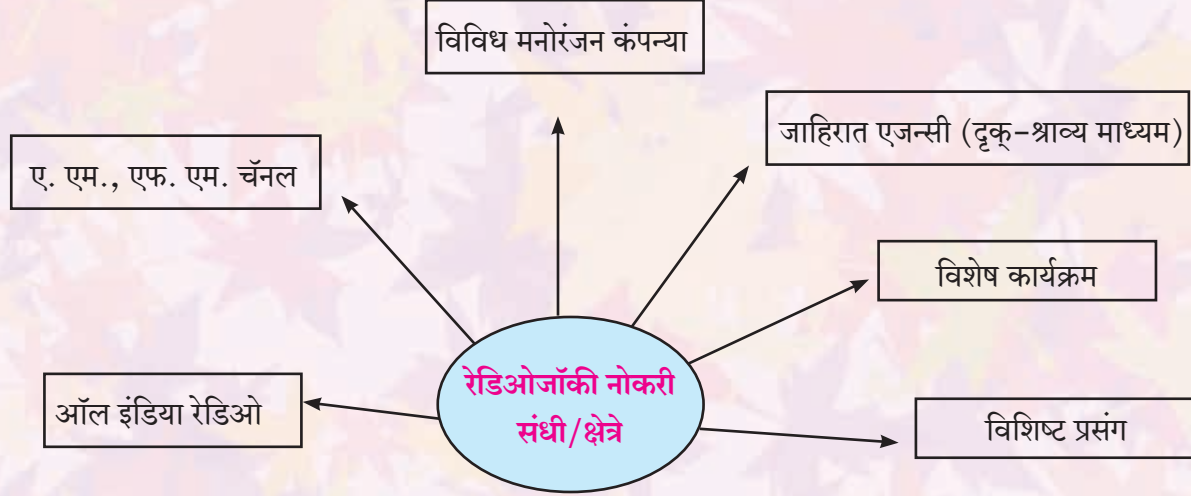 विविध मनोरंजन कंपन्या
जाहिरात एजन्सी (दृक्-श्राव्य माध्यम)
ए. एम., एफ. एम. चॅनल
विशेष कार्यक्रम
रेडिओजॉकी नोकरी
संधी/क्षेत्रे
ऑल इंडिया रेडिओ
विशिष्ट प्रसंग